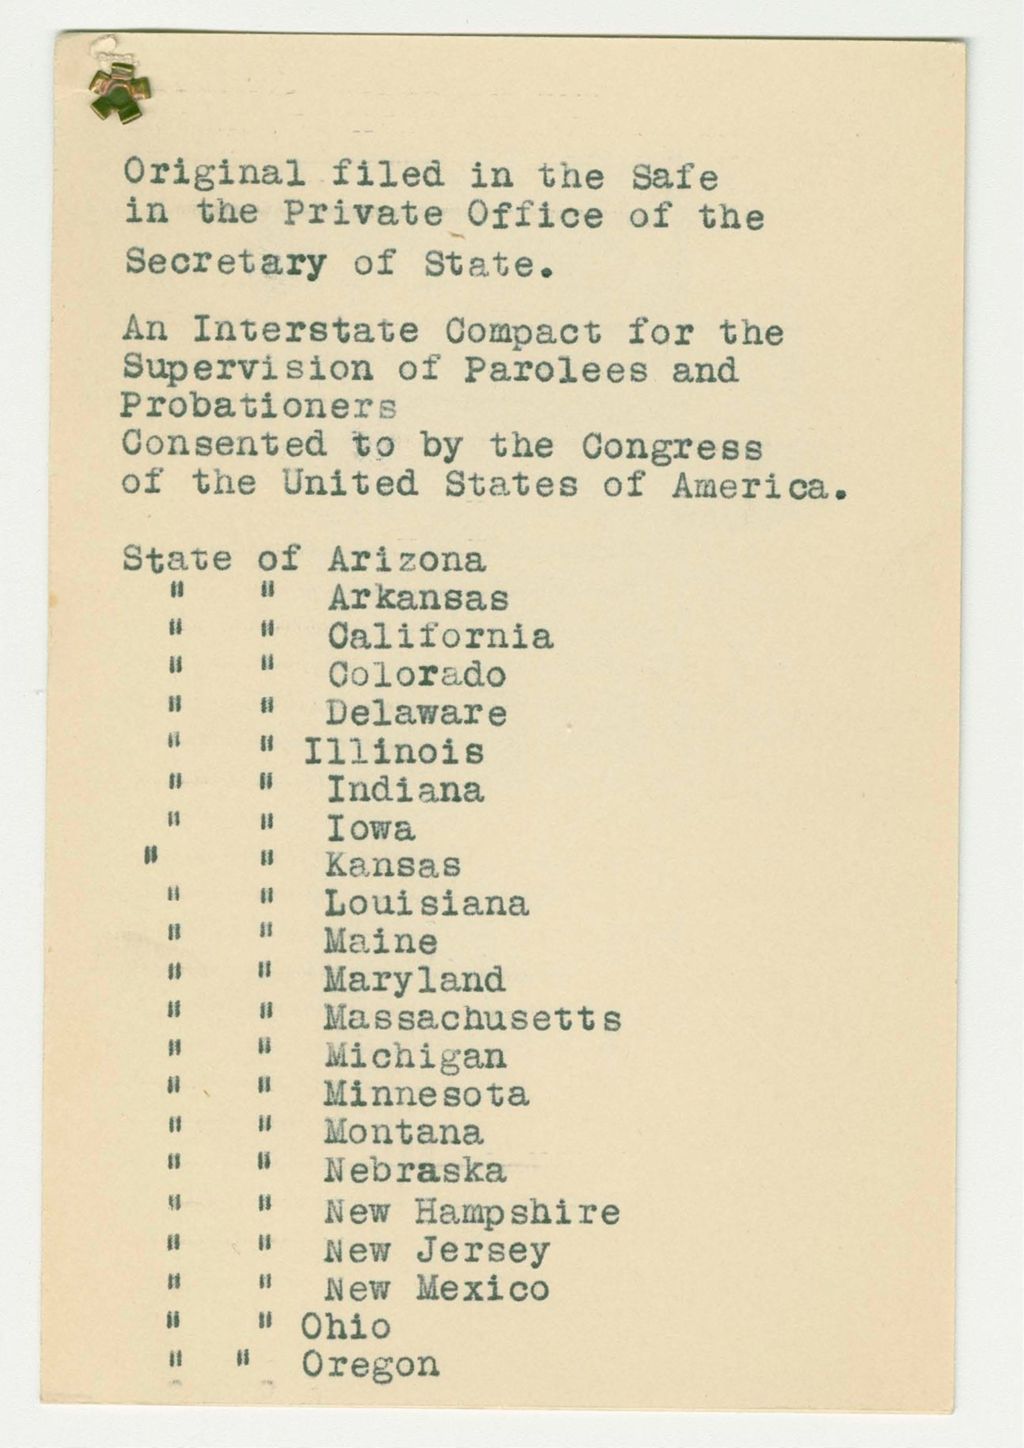 Original filed in the Safe
in the Private Office of the
Secretary of State.
An Interstate Compact for the
Supervision of Parolees and
Probationers
Consented to by the Congress
of the United States of America.
State of Arizona
" " Arkansas
" " California
" " Colorado
" " Delaware
" " Illinois
" " Indiana
" " Iowa
" " Kansas
" " Louisiana
" " Maine
" " Maryland
" " Massachusetts
" " Michigan
" " Minnesota
" " Montana
" " Nebraska
" " New Hampshire
" " New Jersey
" " New Mexico
" " Ohio
" " Oregon